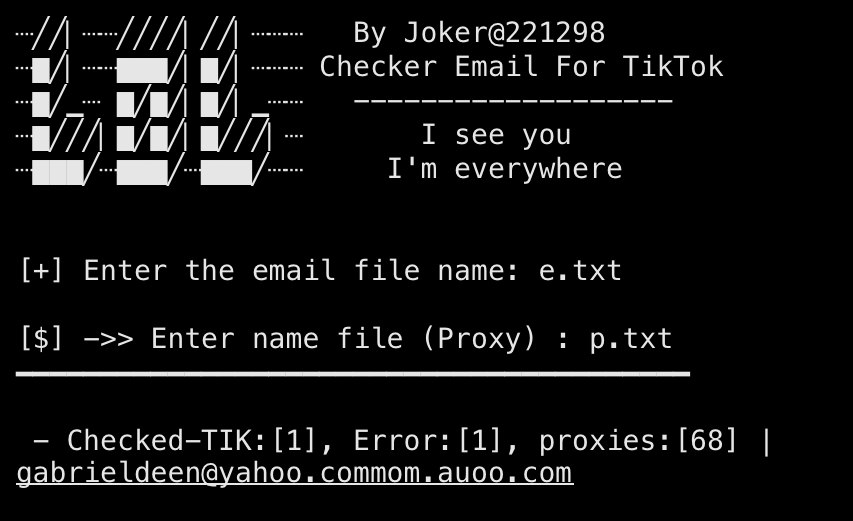 By Joker@221298
Checker Email For TikTok
------------------- 
I see you
I'm everywhere
[+] Enter the email file name: e.txt
[$] ->> Enter name file (Proxy) : p.txt
- Checked-TIK:[1], Error:[1], proxies:[68] |
gabrieldeen@yahoo.commom.auoo.com